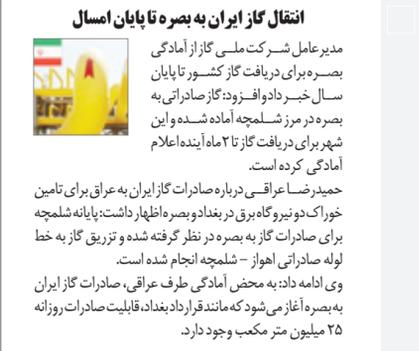 انتقال گاز ایران به بصره تا پایان امسال
مدیرعامل شرکت ملی گاز از آمادگی
بصره برای دریافت گاز کشور تا پایان
سال خبر داد و افزود: گاز صادراتی به
بصره در مرز شلمچه آماده شده و این
شهر برای دریافت گاز تا ۲ماه آینده اعلام
آمادگی کرده است.
حمیدرضا عراقی درباره صادرات گاز ایران به عراق برای تامین
خوراک دو نیروگاه برق در بغداد و بصره اظهار داشت: پایانه شلمچه
برای صادرات گاز به بصره در نظر گرفته شده و تزریق گاز به خط
لوله صادراتی اهواز – شلمچه انجام شده است.
وی ادامه داد: به محض آمادگی طرف عراقی، صادرات گاز ایران
به بصره آغاز می‌شود که مانند قرارداد بغداد، قابلیت صادرات روزانه
۲۵ میلیون متر مکعب وجود دارد.